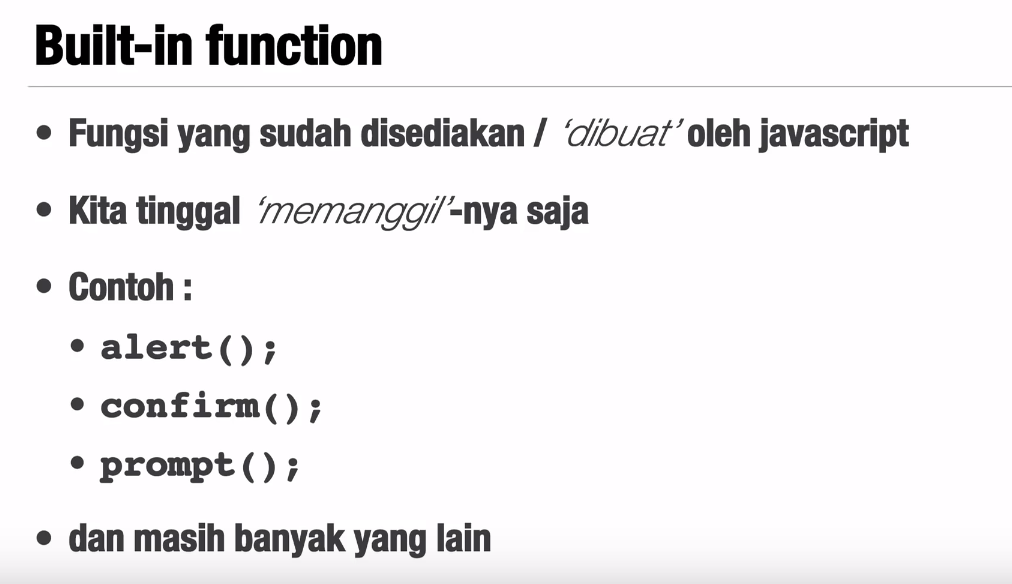 Built-in function
• Fungsi yang sudah disediakan / ‘dibuat’ oleh javascript
• Kita tinggal ‘memanggil’-nya saja
• Contoh :
• alert();
• confirm();
• prompt();
• dan masih banyak yang lain